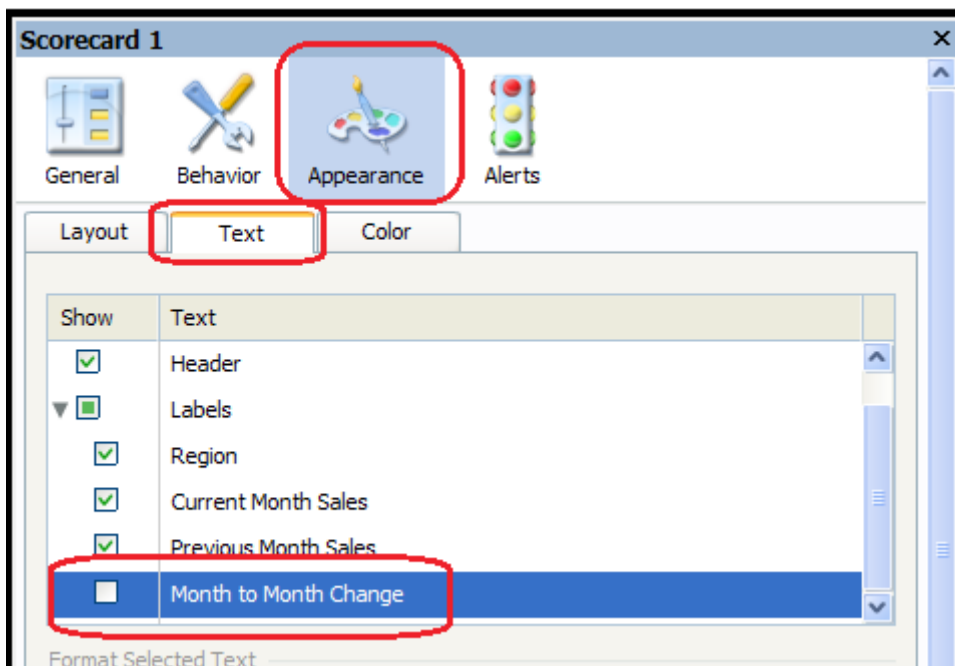 Scorecard 1
General Behavior Appearance Alerts
Layout Text Color
Show Text
Header
Labels
Region
Current Month Sales
Previous Month Sales
Month to Month Change
Format Selected Text